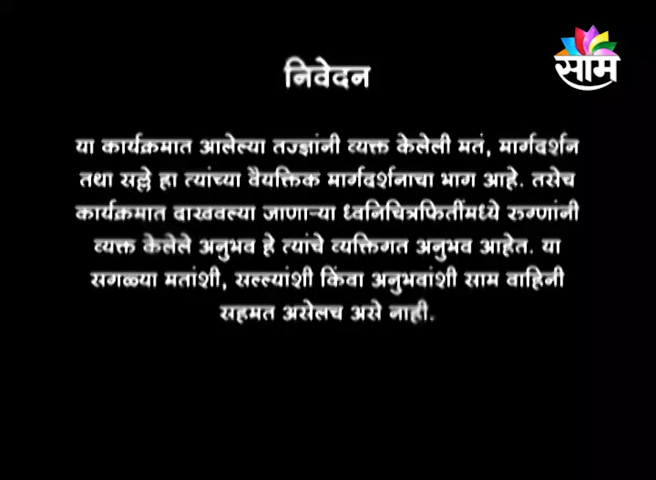 साम
निवेदन
या कार्यक्रमात आलेल्या तज्ज्ञांनी व्यक्त केलेली मतं, मार्गदर्शन
तथा सल्ले हा त्यांच्या वैयक्तिक मार्गदर्शनाचा भाग आहे. तसेच
कार्यक्रमात दाखवल्या जाणाऱ्या ध्वनिचित्रफितींमध्ये रुग्णांनी
व्यक्त केलेले अनुभव हे त्यांचे व्यक्तिगत अनुभव आहेत. या
सगळ्या मतांशी, सल्ल्यांशी किंवा अनुभवांशी साम वाहिनी
सहमत असेलच असे नाही.